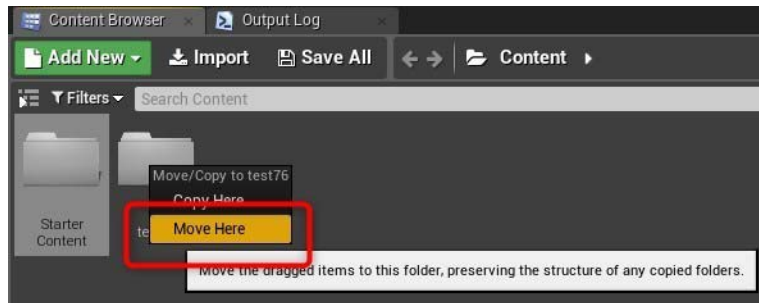 Content Browser
Output Log
Add New Import Save All Content
Filters Search Content
Move/Copy to test76
Copy Here
Move Here
Starter
Content
te
Move the dragged items to this folder, preserving the structure of any copied folders.